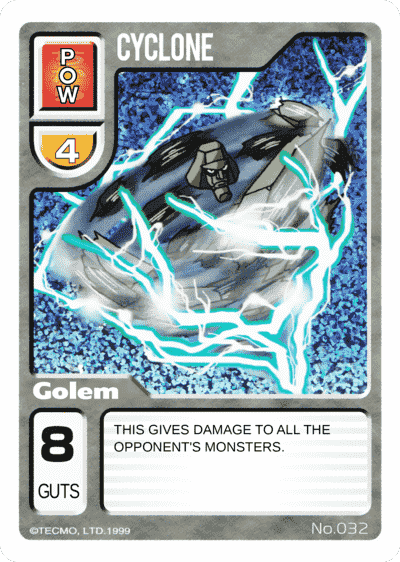 CYCLONE
POW
4
Golem
8
GUTS
THIS GIVES DAMAGE TO ALL THE
OPPONENT'S MONSTERS.
©TECMO, LTD.1999
No.032